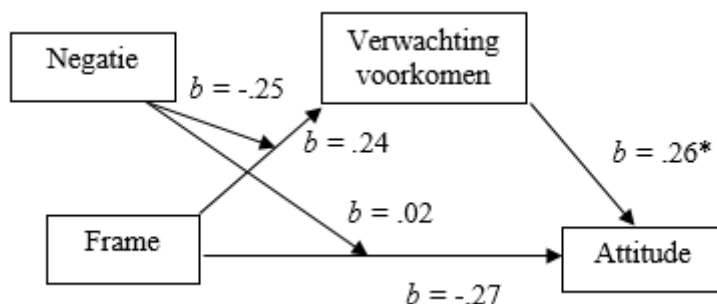 Negatie
Verwachting
voorkomen
b = -.25
b = .24
b = .26*
b = .02
Frame
Attitude
b = -.27